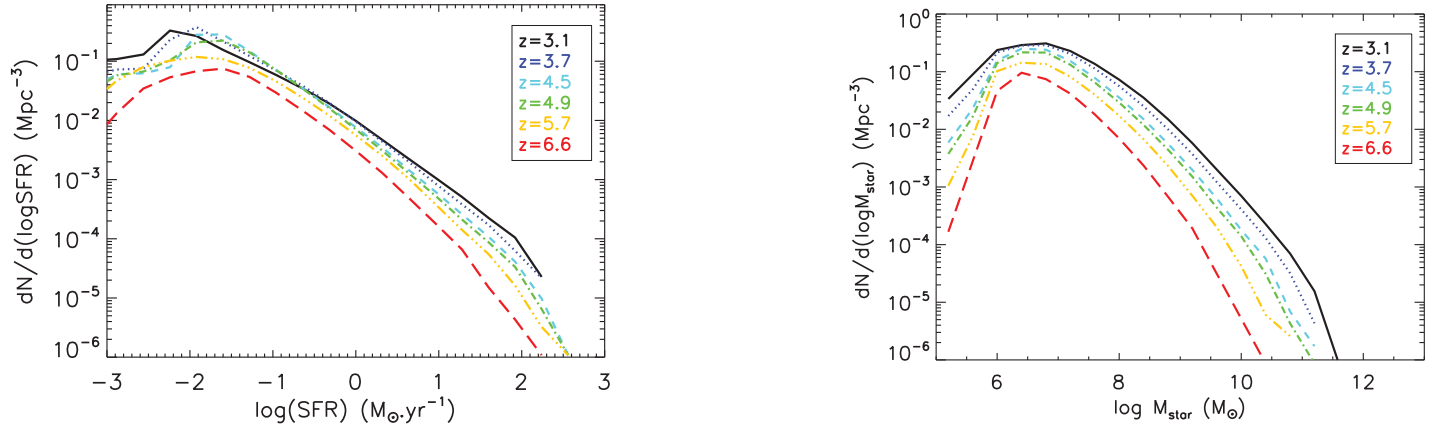 dN/d(logSFR) (Mpc⁻³)
10⁻¹
10⁻²
10⁻³
10⁻⁴
10⁻⁵
10⁻⁶
z=3.1
z=3.7
z=4.5
z=4.9
z=5.7
z=6.6
−3 −2 −1 0 1 2 3
log(SFR) (M⊙.yr⁻¹)
dN/d(logM_star) (Mpc⁻³)
10⁰
10⁻¹
10⁻²
10⁻³
10⁻⁴
10⁻⁵
10⁻⁶
z=3.1
z=3.7
z=4.5
z=4.9
z=5.7
z=6.6
6 8 10 12
log M_star (M⊙)